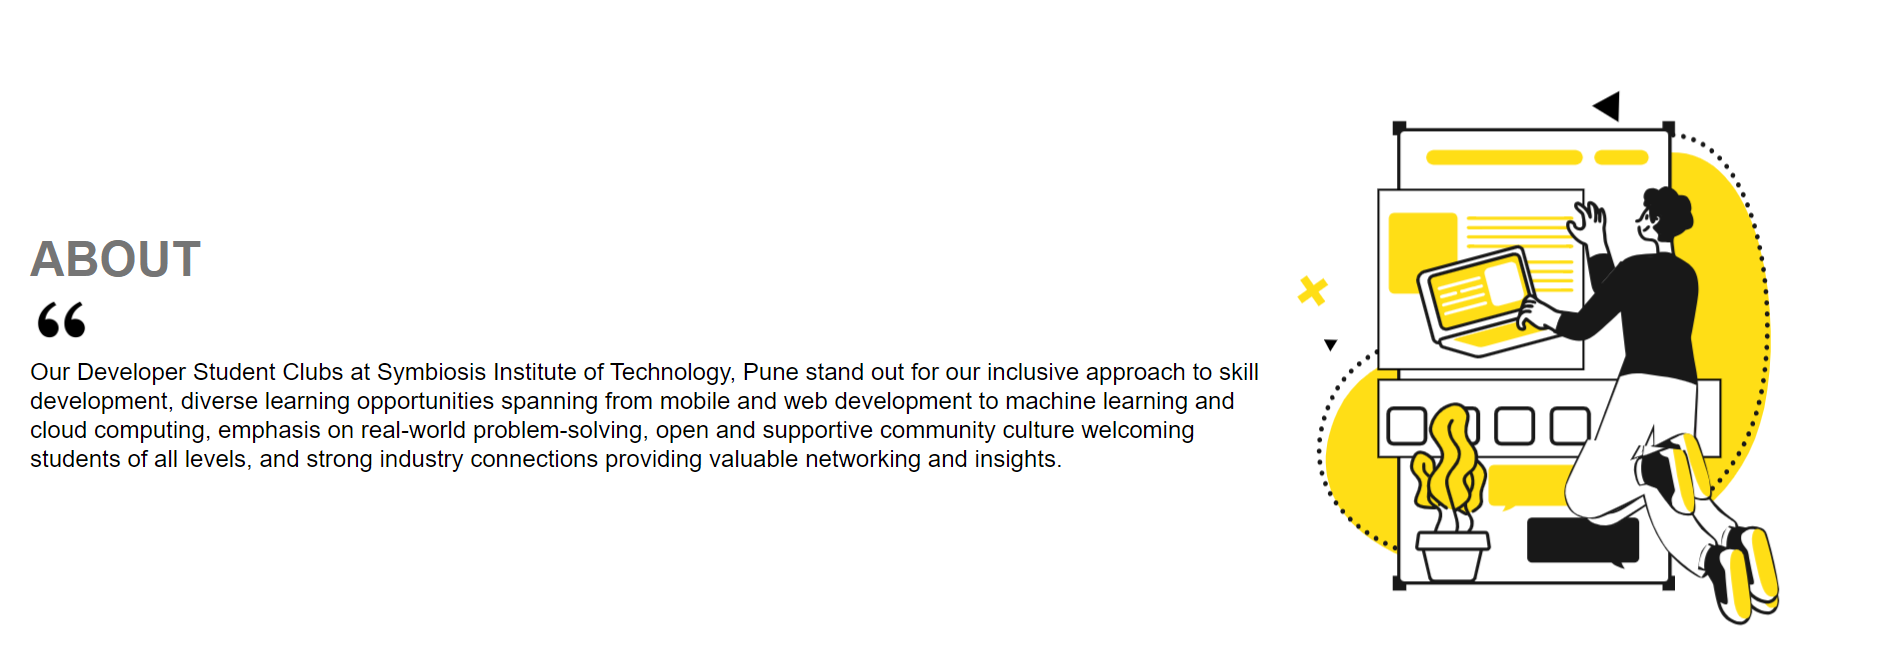 ABOUT
“
Our Developer Student Clubs at Symbiosis Institute of Technology, Pune stand out for our inclusive approach to skill
development, diverse learning opportunities spanning from mobile and web development to machine learning and
cloud computing, emphasis on real-world problem-solving, open and supportive community culture welcoming
students of all levels, and strong industry connections providing valuable networking and insights.